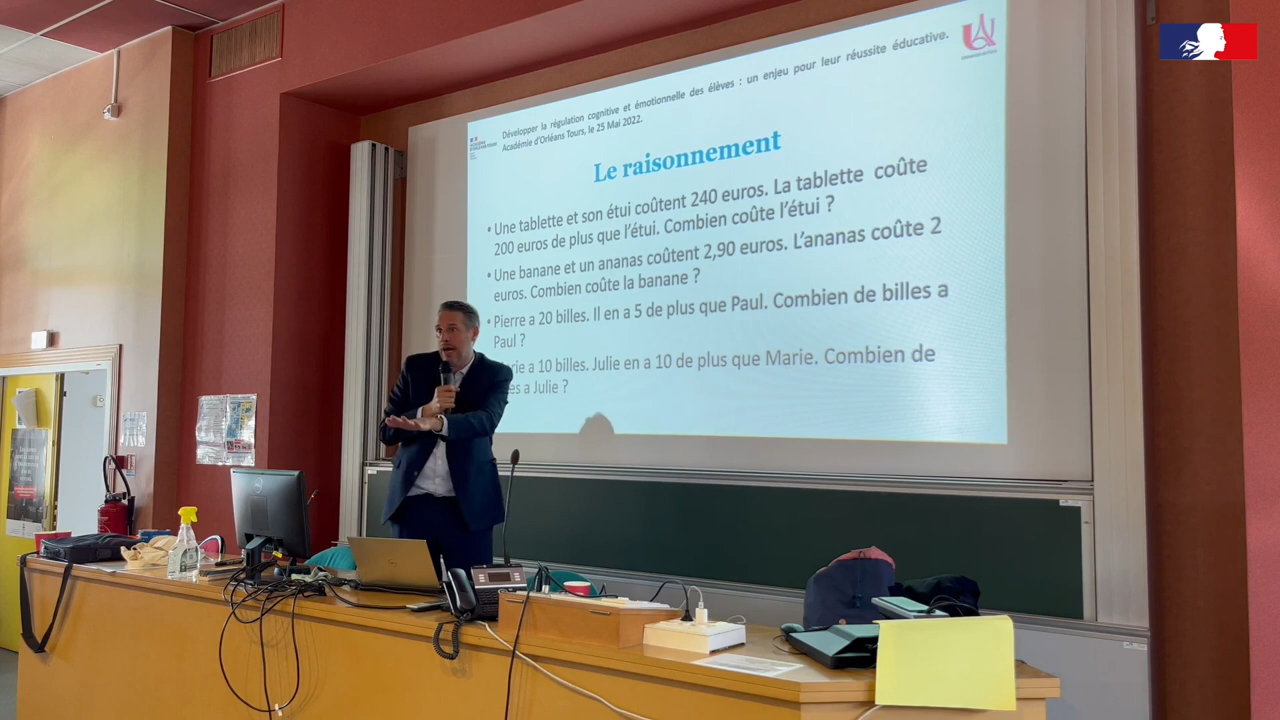 Développer la régulation cognitive et émotionnelle des élèves : un enjeu pour leur réussite éducative.
Académie d'Orléans Tours, le 25 Mai 2022.
Le raisonnement
• Une tablette et son étui coûtent 240 euros. La tablette coûte
200 euros de plus que l'étui. Combien coûte l'étui ?
• Une banane et un ananas coûtent 2,90 euros. L'ananas coûte 2
euros. Combien coûte la banane ?
• Pierre a 20 billes. Il en a 5 de plus que Paul. Combien de billes a
Paul ?
a 10 billes. Julie en a 10 de plus que Marie. Combien de
a Julie ?